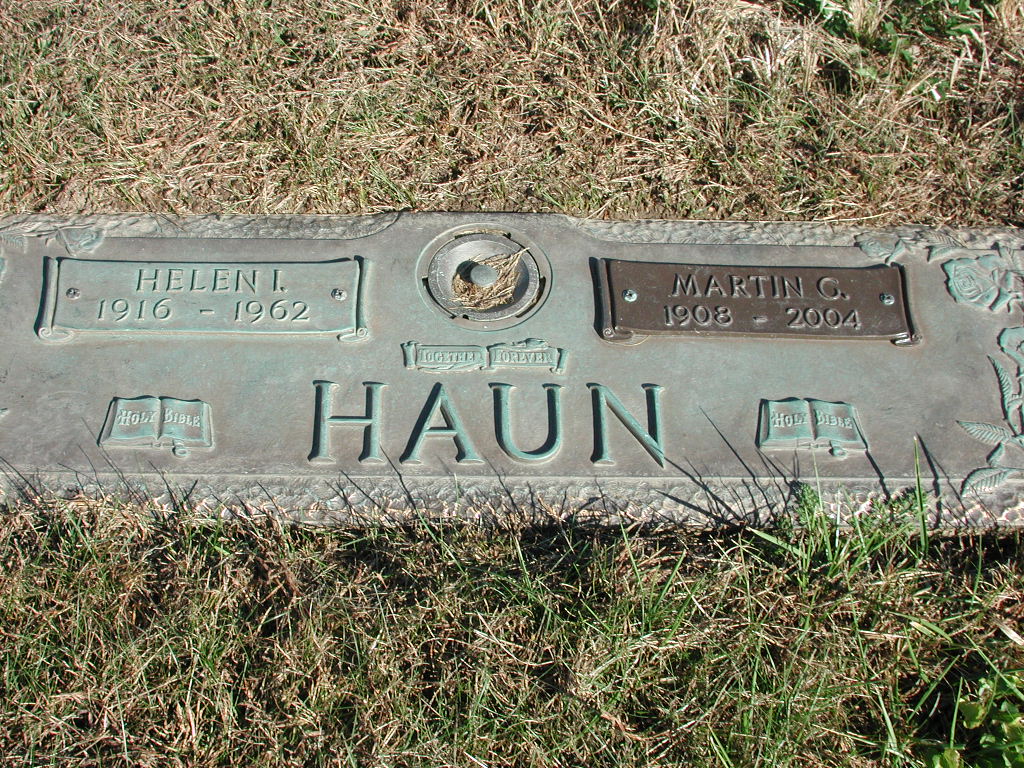 HELEN I.
1916 - 1962
MARTIN G.
1908 - 2004
TOGETHER FOREVER
HAUN
HOLY BIBLE
HOLY BIBLE